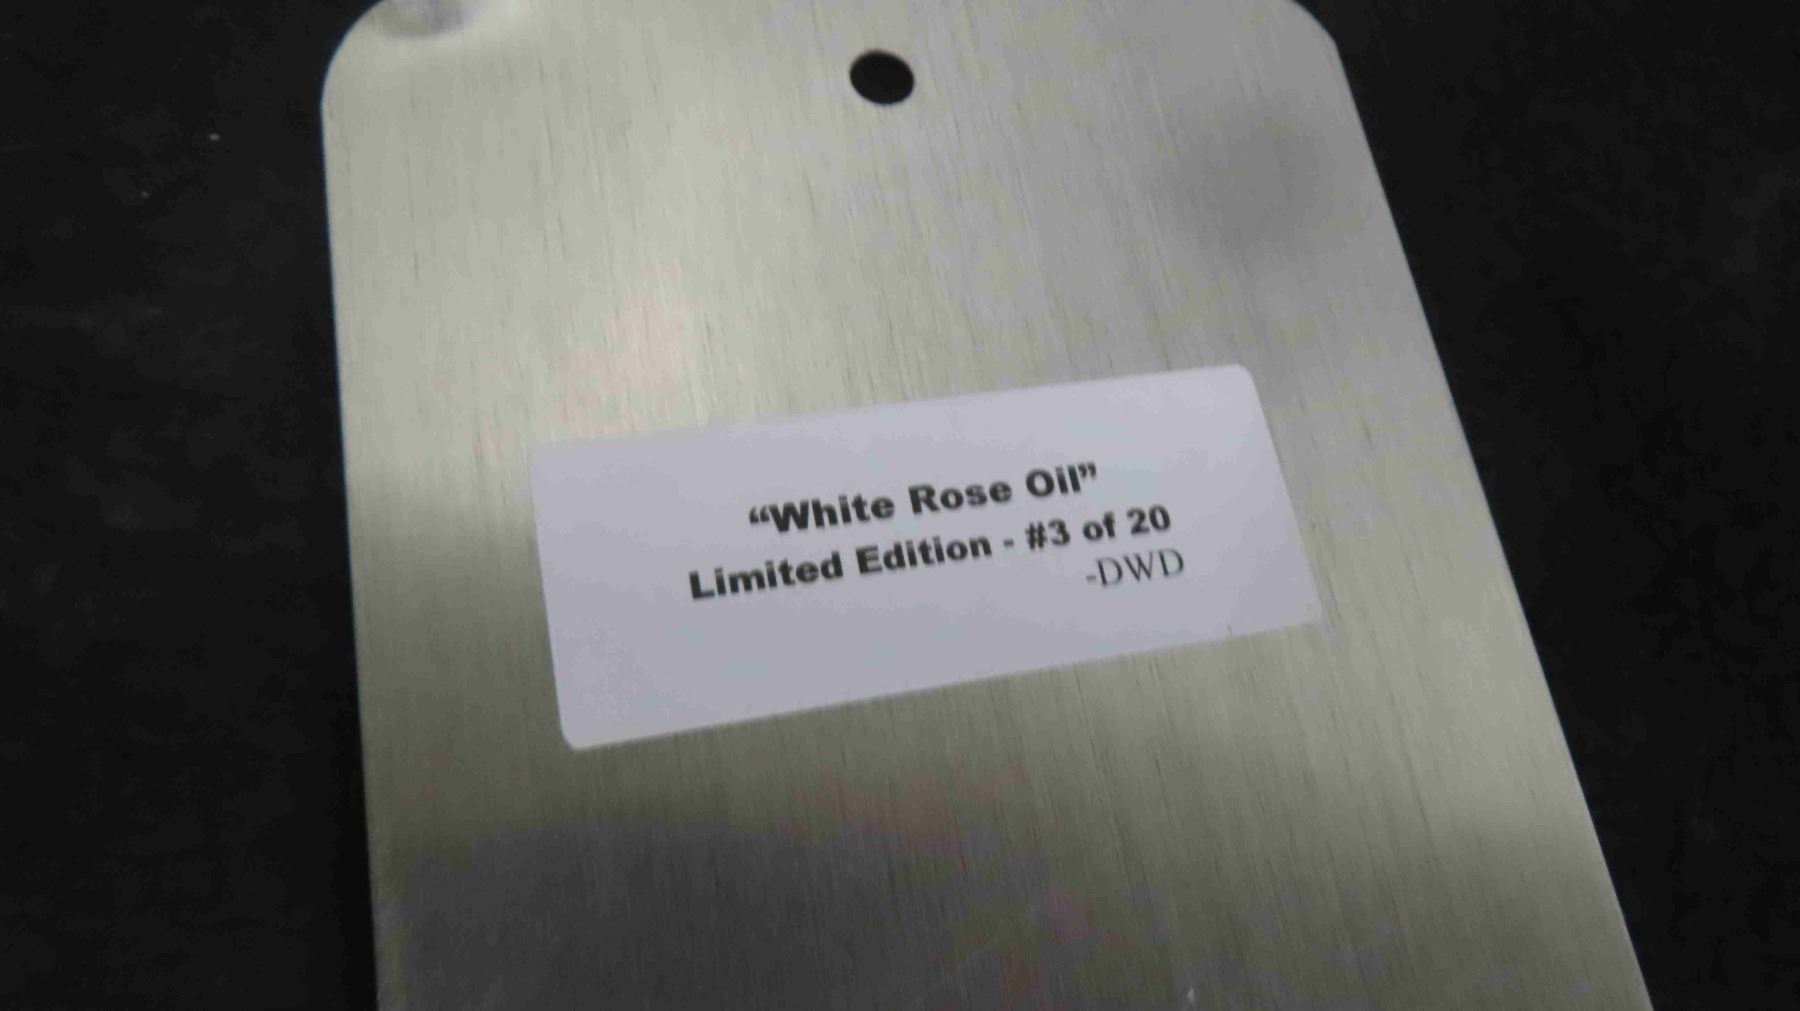 “White Rose Oil”
Limited Edition - #3 of 20
-DWD